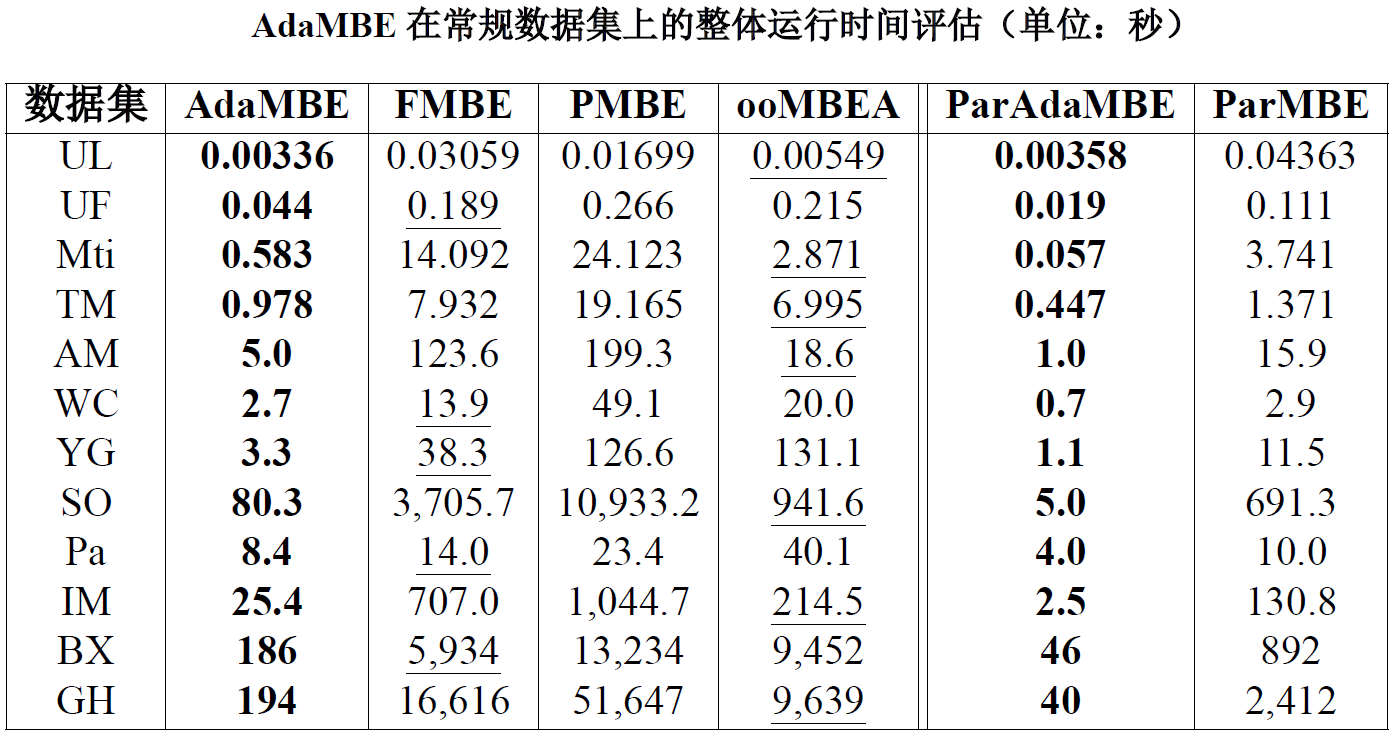 AdaMBE 在常规数据集上的整体运行时间评估（单位：秒）
数据集 AdaMBE FMBE PMBE ooMBEA ParAdaMBE ParMBE
UL 0.00336 0.03059 0.01699 0.00549 0.00358 0.04363
UF 0.044 0.189 0.266 0.215 0.019 0.111
Mti 0.583 14.092 24.123 2.871 0.057 3.741
TM 0.978 7.932 19.165 6.995 0.447 1.371
AM 5.0 123.6 199.3 18.6 1.0 15.9
WC 2.7 13.9 49.1 20.0 0.7 2.9
YG 3.3 38.3 126.6 131.1 1.1 11.5
SO 80.3 3,705.7 10,933.2 941.6 5.0 691.3
Pa 8.4 14.0 23.4 40.1 4.0 10.0
IM 25.4 707.0 1,044.7 214.5 2.5 130.8
BX 186 5,934 13,234 9,452 46 892
GH 194 16,616 51,647 9,639 40 2,412